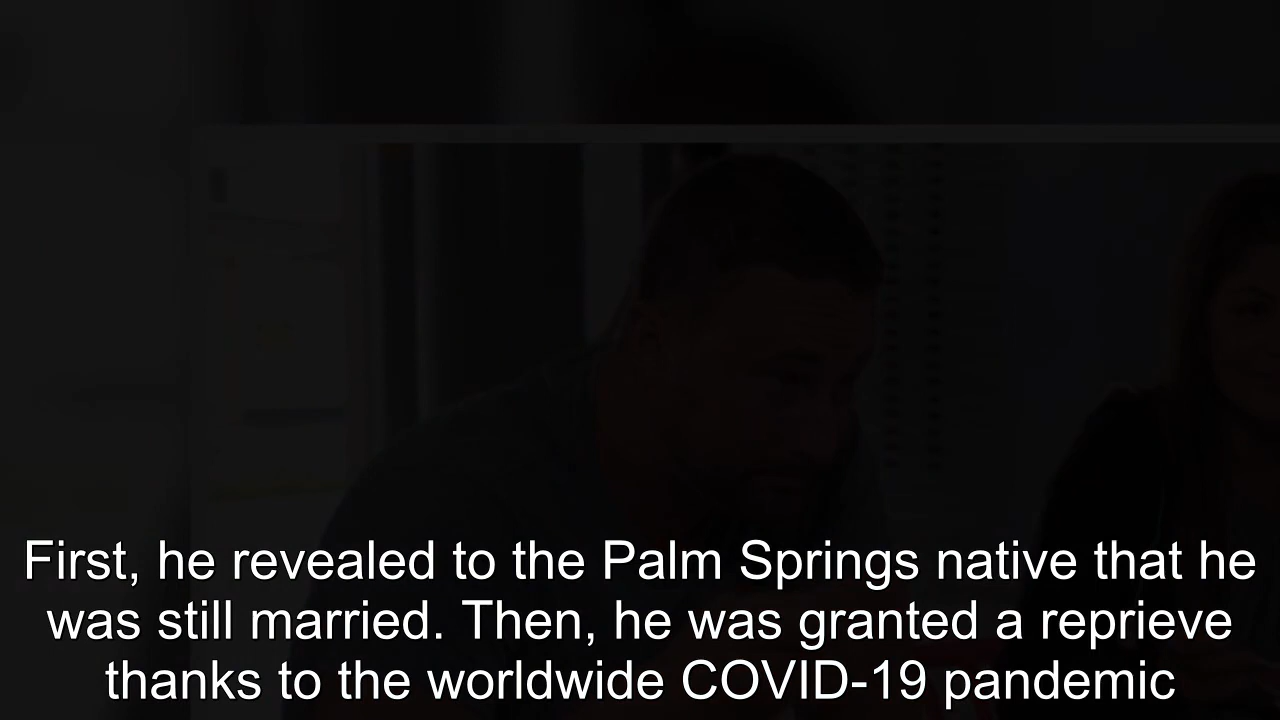 First, he revealed to the Palm Springs native that he
was still married. Then, he was granted a reprieve
thanks to the worldwide COVID-19 pandemic